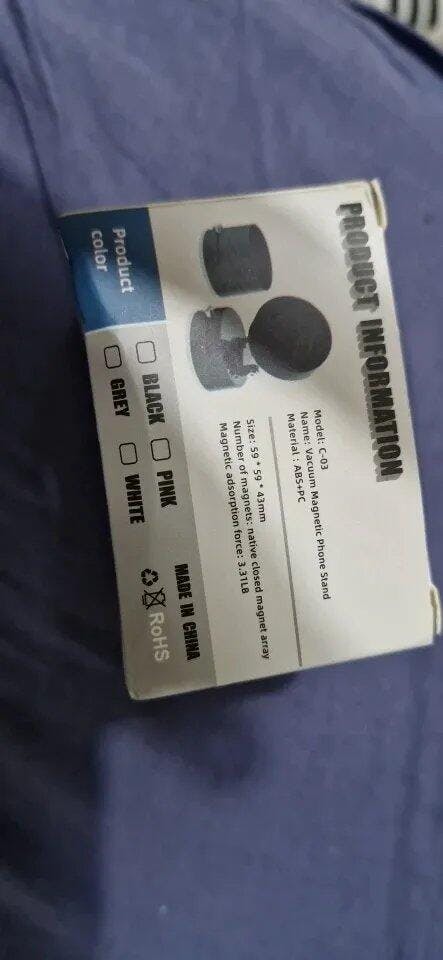 PRODUCT INFORMATION
Model: C-03
Name: Vacuum Magnetic Phone Stand
Material : ABS+PC
Size: 59 * 59 * 43mm
Number of magnets: native closed magnet array
Magnetic adsorption force: 3.31LB
Product
color
BLACK
PINK
GREY
WHITE
MADE IN CHINA
RoHS